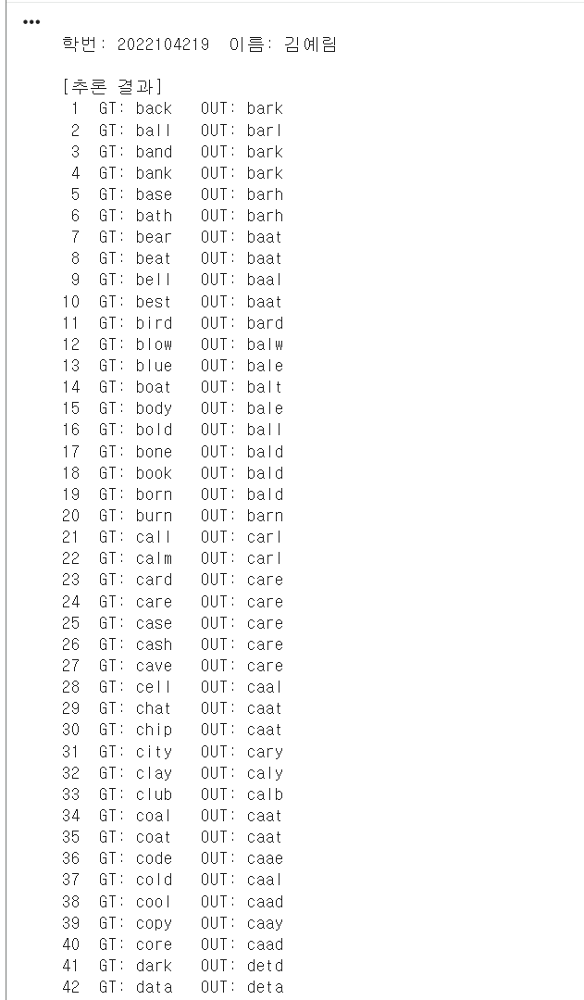 학번: 2022104219 이름: 김예림
[추론 결과]
1 GT: back OUT: bark
2 GT: ball OUT: barl
3 GT: band OUT: bark
4 GT: bank OUT: bark
5 GT: base OUT: barh
6 GT: bath OUT: barh
7 GT: bear OUT: baat
8 GT: beat OUT: baat
9 GT: bell OUT: baal
10 GT: best OUT: baat
11 GT: bird OUT: bard
12 GT: blow OUT: balw
13 GT: blue OUT: bale
14 GT: boat OUT: balt
15 GT: body OUT: bale
16 GT: bold OUT: ball
17 GT: bone OUT: bald
18 GT: book OUT: bald
19 GT: born OUT: bald
20 GT: burn OUT: barn
21 GT: call OUT: carl
22 GT: calm OUT: carl
23 GT: card OUT: care
24 GT: care OUT: care
25 GT: case OUT: care
26 GT: cash OUT: care
27 GT: cave OUT: care
28 GT: cell OUT: caal
29 GT: chat OUT: caat
30 GT: chip OUT: caat
31 GT: city OUT: cary
32 GT: clay OUT: caly
33 GT: club OUT: calb
34 GT: coal OUT: caat
35 GT: coat OUT: caat
36 GT: code OUT: caae
37 GT: cold OUT: caal
38 GT: cool OUT: caad
39 GT: copy OUT: caay
40 GT: core OUT: caad
41 GT: dark OUT: detd
42 GT: data OUT: deta